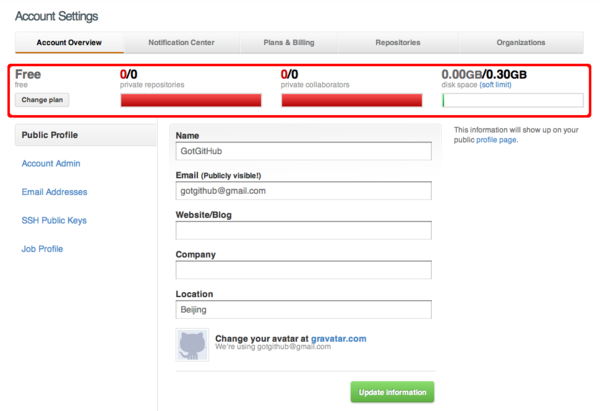 Account Settings
Account Overview Notification Center Plans & Billing Repositories Organizations
Free 0/0 0/0 0.00GB/0.30GB
free private repositories private collaborators disk space (soft limit)
Change plan
Public Profile
Account Admin
Email Addresses
SSH Public Keys
Job Profile
Name
GotGitHub
Email (Publicly visible!)
gotgithub@gmail.com
Website/Blog
Company
Location
Beijing
Change your avatar at gravatar.com
We're using gotgithub@gmail.com
Update information
This information will show up on your
public profile page.